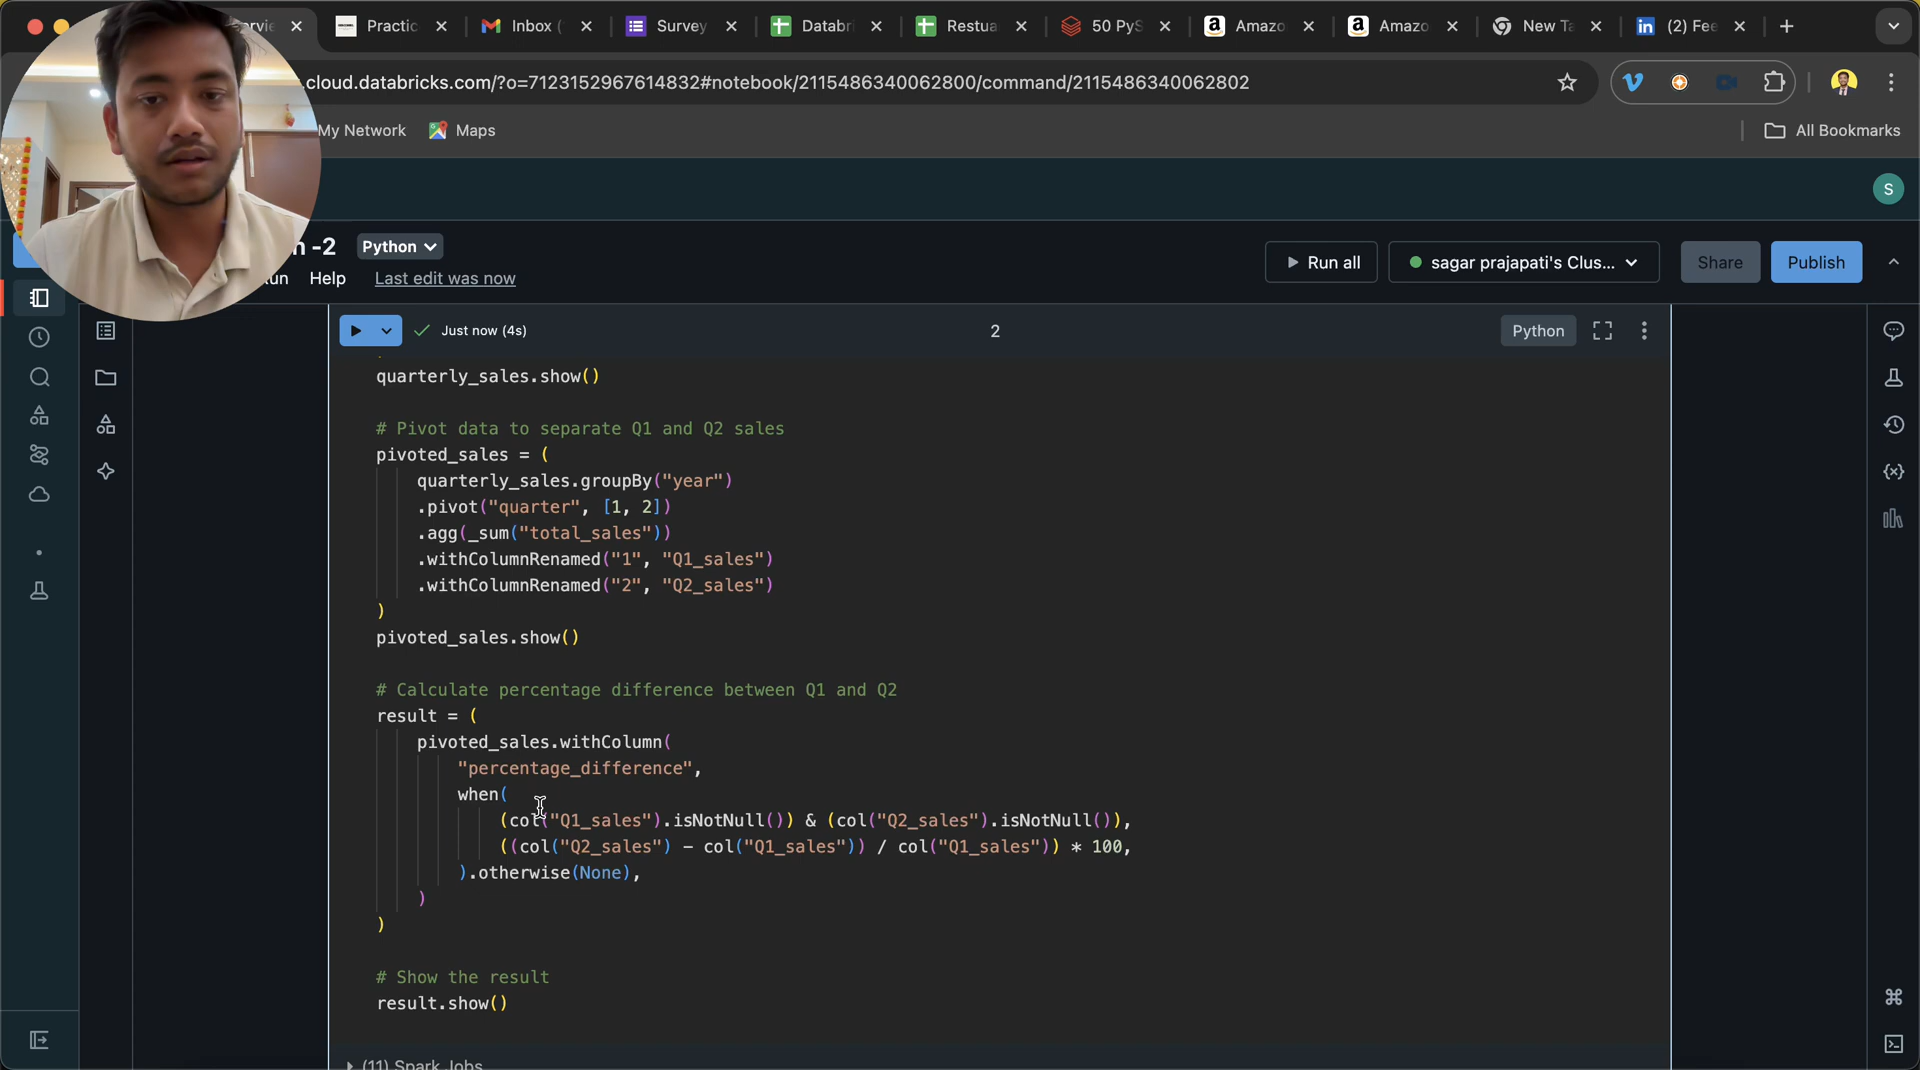 rvie
Practic
Inbox (
Survey
Databri
Restua
50 PyS
Amazo
Amazo
New Ta
(2) Fee
.cloud.databricks.com/?o=7123152967614832#notebook/2115486340062800/command/2115486340062802
My Network
Maps
All Bookmarks
S
n -2
Python
un
Help
Last edit was now
Run all
sagar prajapati's Clus...
Share
Publish
Just now (4s)
2
Python
quarterly_sales.show()
# Pivot data to separate Q1 and Q2 sales
pivoted_sales = (
quarterly_sales.groupBy("year")
.pivot("quarter", [1, 2])
.agg(_sum("total_sales"))
.withColumnRenamed("1", "Q1_sales")
.withColumnRenamed("2", "Q2_sales")
)
pivoted_sales.show()
# Calculate percentage difference between Q1 and Q2
result = (
pivoted_sales.withColumn(
"percentage_difference",
when(
(col("Q1_sales").isNotNull()) & (col("Q2_sales").isNotNull()),
((col("Q2_sales") - col("Q1_sales")) / col("Q1_sales")) * 100,
).otherwise(None),
)
)
# Show the result
result.show()
(11) Spark Jobs